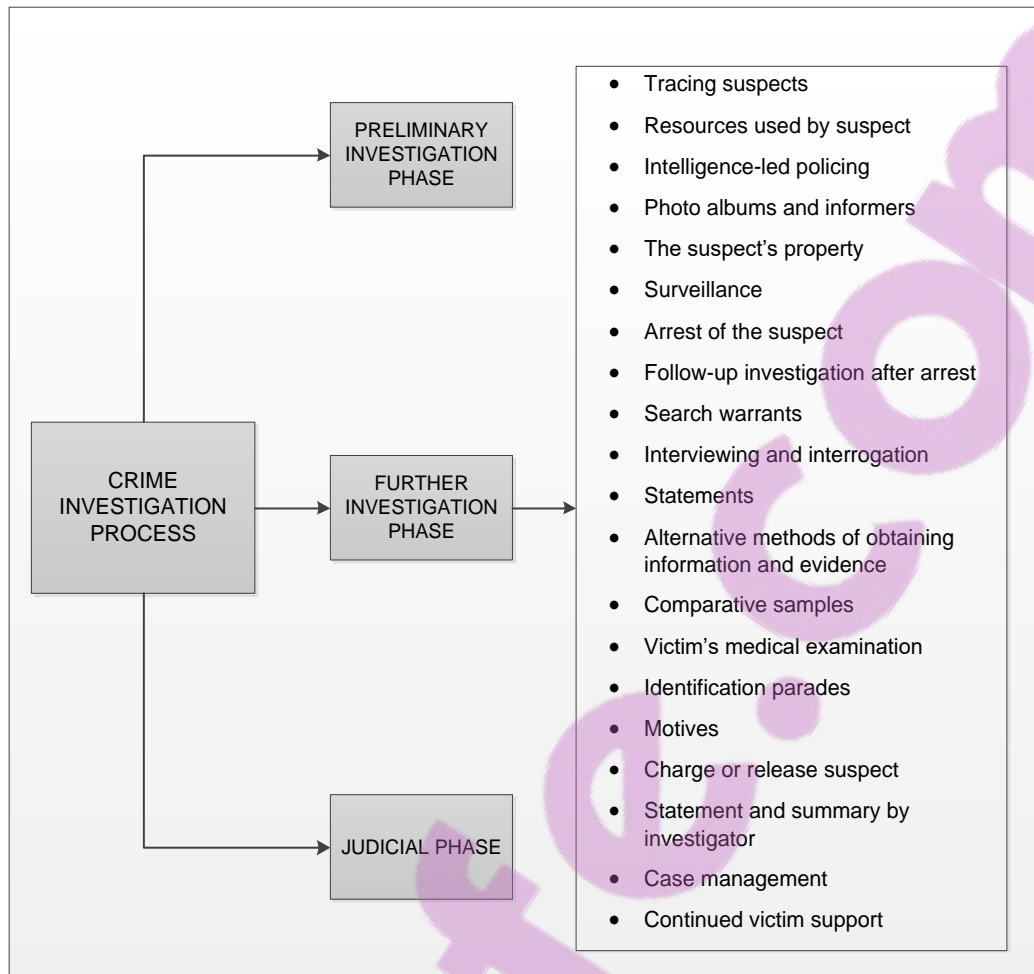 PRELIMINARY
INVESTIGATION
PHASE
CRIME
INVESTIGATION
PROCESS
FURTHER
INVESTIGATION
PHASE
JUDICIAL PHASE
• Tracing suspects
• Resources used by suspect
• Intelligence-led policing
• Photo albums and informers
• The suspect’s property
• Surveillance
• Arrest of the suspect
• Follow-up investigation after arrest
• Search warrants
• Interviewing and interrogation
• Statements
• Alternative methods of obtaining
information and evidence
• Comparative samples
• Victim’s medical examination
• Identification parades
• Motives
• Charge or release suspect
• Statement and summary by
investigator
• Case management
• Continued victim support
fe.com